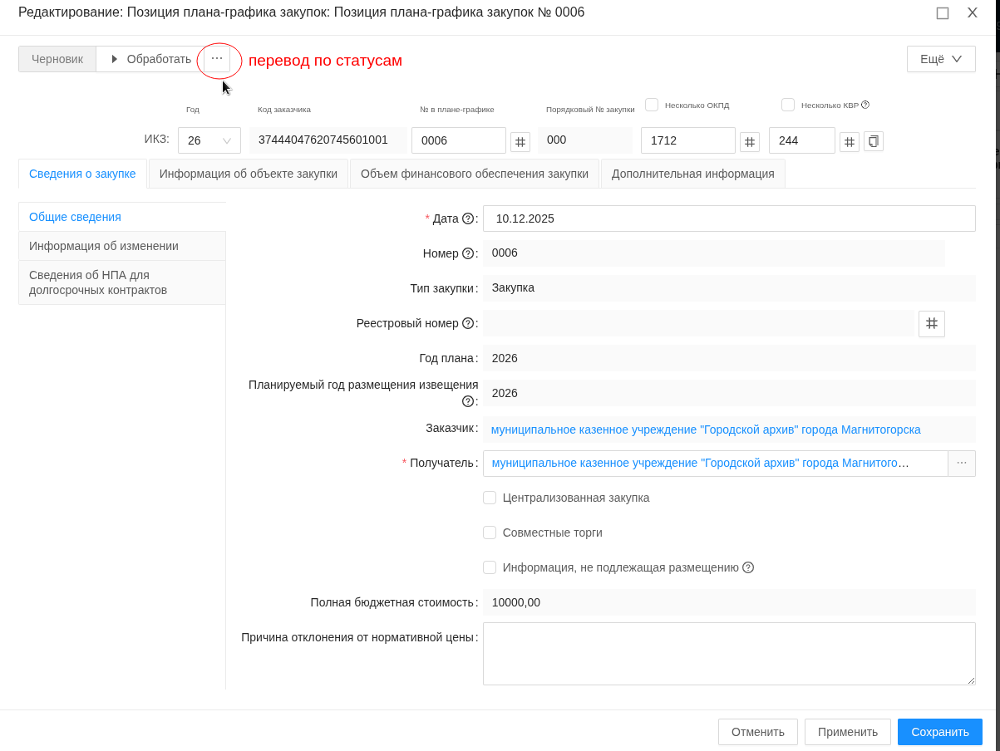 Редактирование: Позиция плана-графика закупок: Позиция плана-графика закупок № 0006
Черновик Обработать ... перевод по статусам Ещё
Год Код заказчика № в плане-графике Порядковый № закупки Несколько ОКПД Несколько КВР ?
ИКЗ: 26 37444047620745601001 0006 # 000 1712 # 244 #
Сведения о закупке Информация об объекте закупки Объем финансового обеспечения закупки Дополнительная информация
Общие сведения
Информация об изменении
Сведения об НПА для
долгосрочных контрактов
* Дата ?: 10.12.2025
Номер ?: 0006
Тип закупки: Закупка
Реестровый номер ?: #
Год плана: 2026
Планируемый год размещения извещения
?: 2026
Заказчик: муниципальное казенное учреждение "Городской архив" города Магнитогорска
* Получатель: муниципальное казенное учреждение "Городской архив" города Магнитого... ...
Централизованная закупка
Совместные торги
Информация, не подлежащая размещению ?
Полная бюджетная стоимость: 10000,00
Причина отклонения от нормативной цены:
Отменить Применить Сохранить